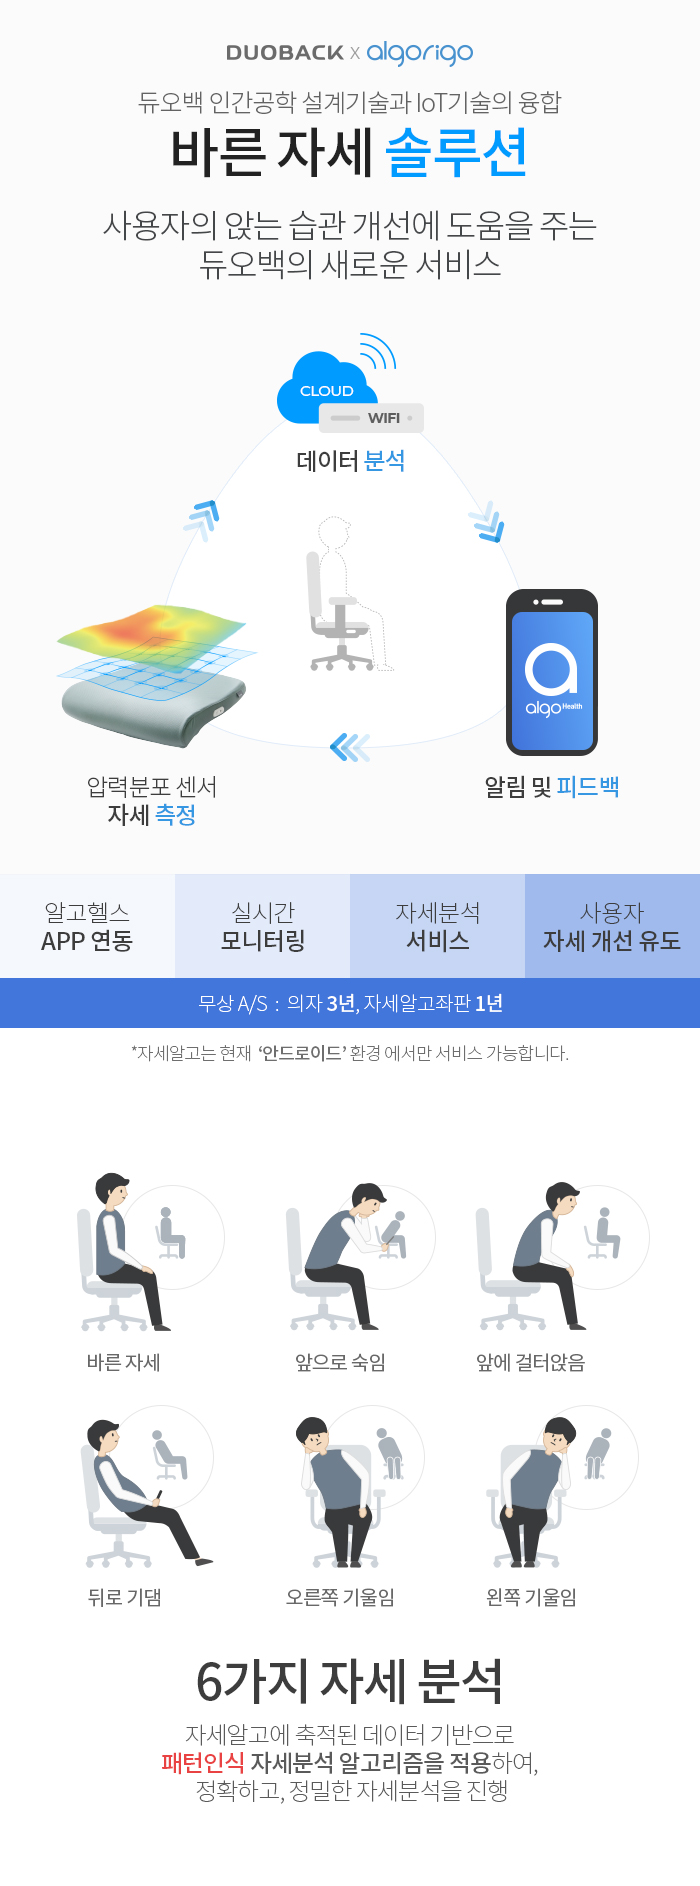 DUOBACK X algorigo
듀오백 인간공학 설계기술과 IoT기술의 융합
바른 자세 솔루션
사용자의 앉는 습관 개선에 도움을 주는
듀오백의 새로운 서비스
CLOUD
WIFI
데이터 분석
algo Health
압력분포 센서
자세 측정
알림 및 피드백
알고헬스
APP 연동
실시간
모니터링
자세분석
서비스
사용자
자세 개선 유도
무상 A/S : 의자 3년, 자세알고좌판 1년
*자세알고는 현재 ‘안드로이드’ 환경 에서만 서비스 가능합니다.
바른 자세
앞으로 숙임
앞에 걸터앉음
뒤로 기댐
오른쪽 기울임
왼쪽 기울임
6가지 자세 분석
자세알고에 축적된 데이터 기반으로
패턴인식 자세분석 알고리즘을 적용하여,
정확하고, 정밀한 자세분석을 진행